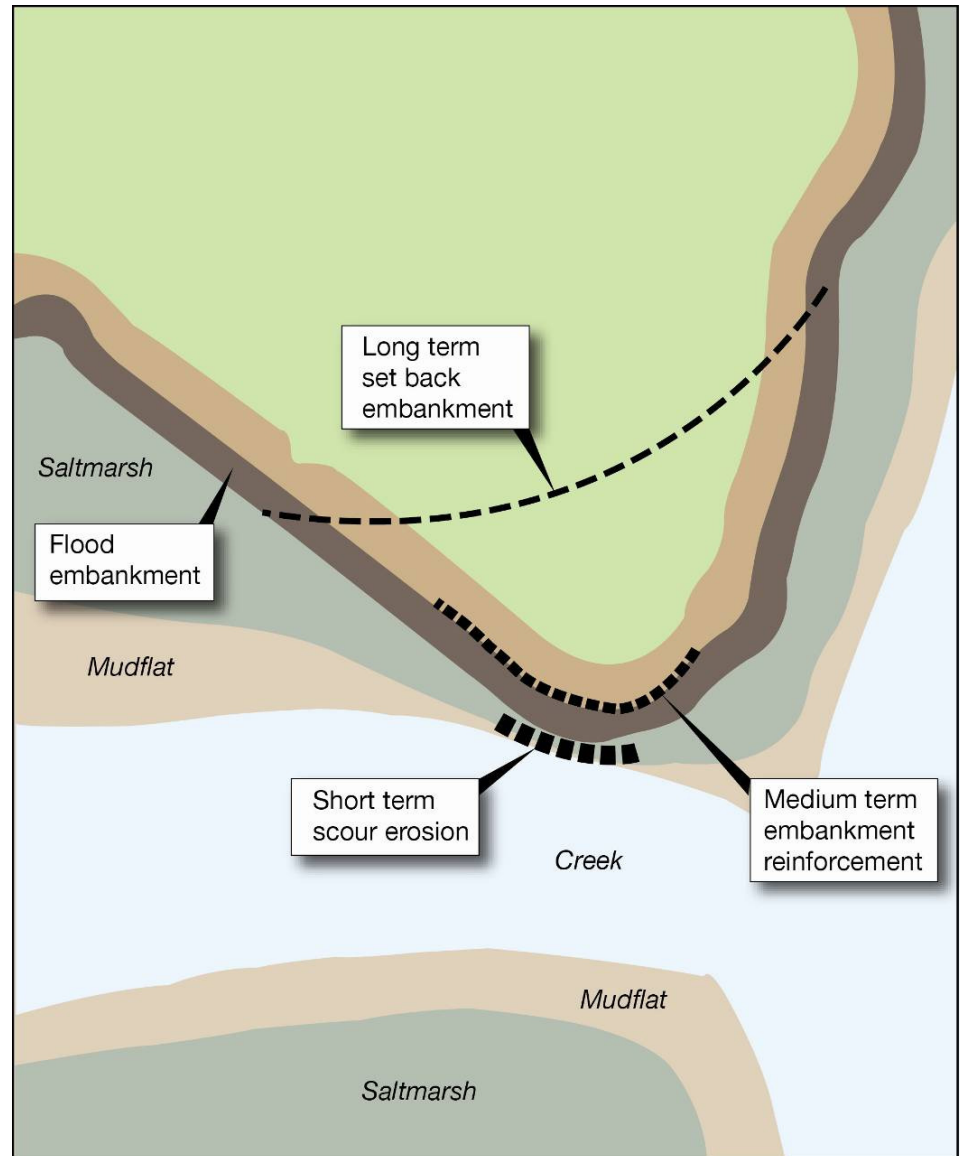 Long term
set back
embankment
Saltmarsh
Flood
embankment
Mudflat
Short term
scour erosion
Medium term
embankment
reinforcement
Creek
Mudflat
Saltmarsh